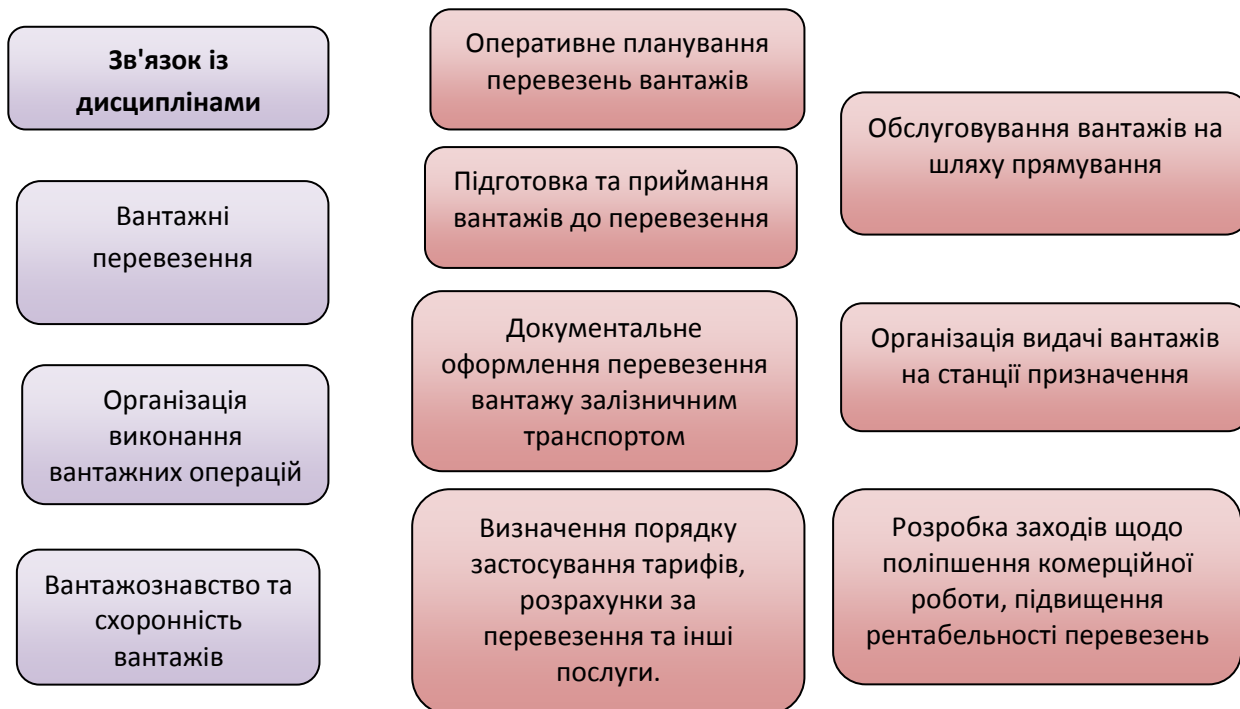 Зв'язок із
дисциплінами
Вантажні
перевезення
Організація
виконання
вантажних операцій
Вантажознавство та
схоронність
вантажів
Оперативне планування
перевезень вантажів
Підготовка та приймання
вантажів до перевезення
Документальне
оформлення перевезення
вантажу залізничним
транспортом
Визначення порядку
застосування тарифів,
розрахунки за
перевезення та інші
послуги.
Обслуговування вантажів на
шляху прямування
Організація видачі вантажів
на станції призначення
Розробка заходів щодо
поліпшення комерційної
роботи, підвищення
рентабельності перевезень